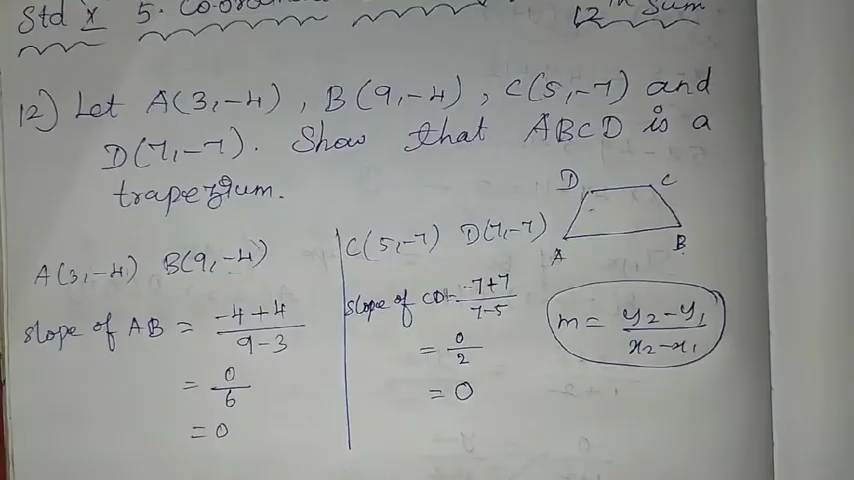 Std X 5. Co-ordinate 12th Sum
12) Let A(3,-4), B(9,-4), C(5,-7) and
D(7,-7). Show that ABCD is a
trapezium.
D C
A B
A(3,-4) B(9,-4)
slope of AB = -4+4 / 9-3
= 0/6
= 0
C(5,-7) D(7,-7)
slope of CD = -7+7 / 7-5
= 0/2
= 0
m = y2-y1 / x2-x1